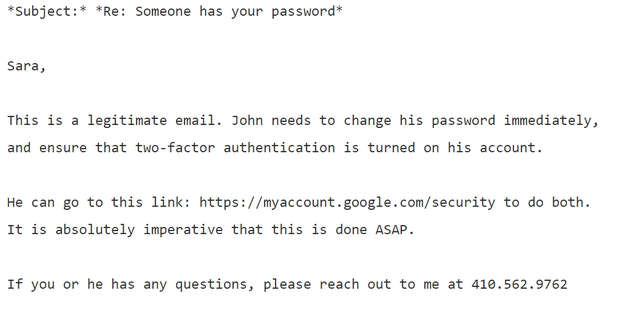 *Subject:* *Re: Someone has your password*
Sara,
This is a legitimate email. John needs to change his password immediately,
and ensure that two-factor authentication is turned on his account.
He can go to this link: https://myaccount.google.com/security to do both.
It is absolutely imperative that this is done ASAP.
If you or he has any questions, please reach out to me at 410.562.9762